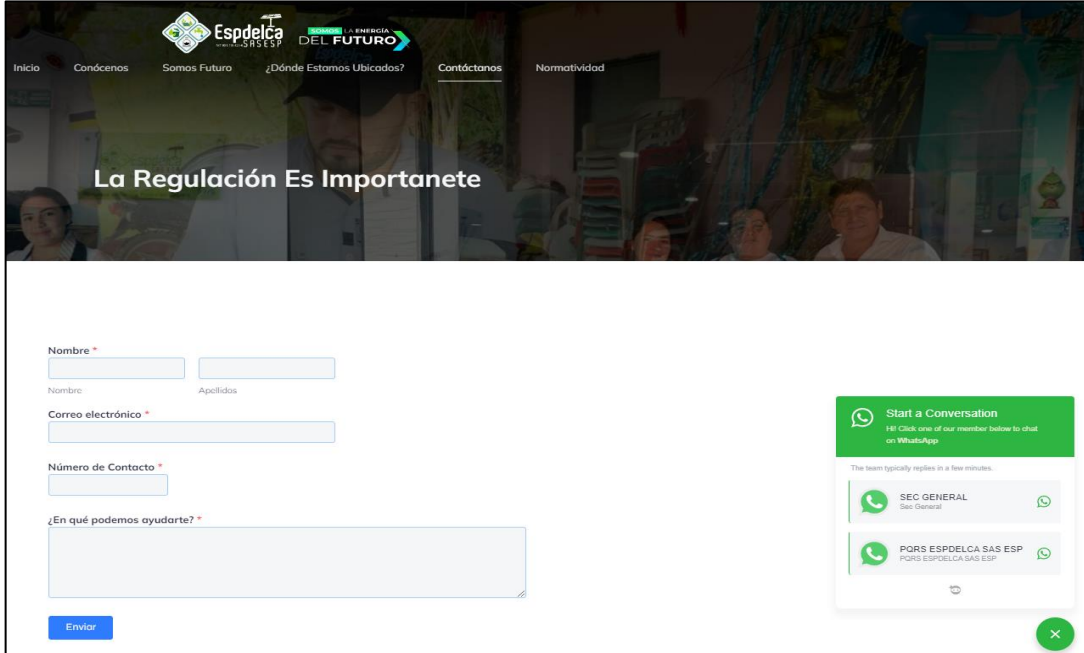 Espdelca
SASESP
SOMOS LA ENERGÍA
DEL FUTURO
Inicio Conócenos Somos Futuro ¿Dónde Estamos Ubicados? Contáctanos Normatividad
La Regulación Es Importanete
Nombre *
Nombre Apellidos
Correo electrónico *
Número de Contacto *
¿En qué podemos ayudarte? *
Enviar
Start a Conversation
Hi! Click one of our member below to chat
on WhatsApp
The team typically replies in a few minutes.
SEC GENERAL
Sec General
PQRS ESPDELCA SAS ESP
PQRS ESPDELCA SAS ESP